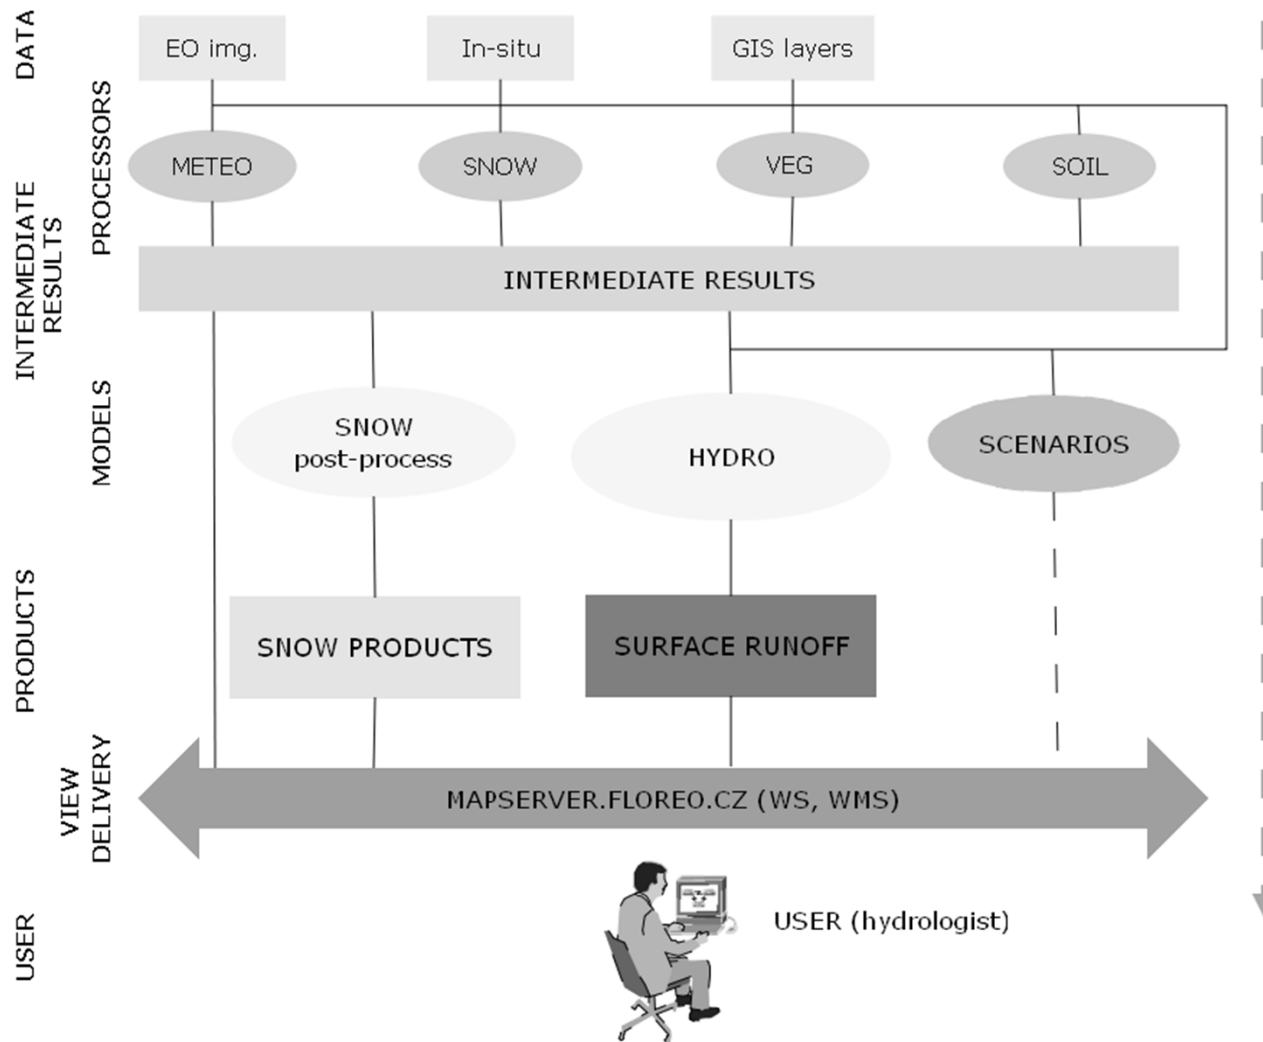 DATA
EO img.
In-situ
GIS layers
PROCESSORS
METEO
SNOW
VEG
SOIL
INTERMEDIATE
RESULTS
INTERMEDIATE RESULTS
MODELS
SNOW
post-process
HYDRO
SCENARIOS
PRODUCTS
SNOW PRODUCTS
SURFACE RUNOFF
VIEW
DELIVERY
MAPSERVER.FLOREO.CZ (WS, WMS)
USER
USER (hydrologist)